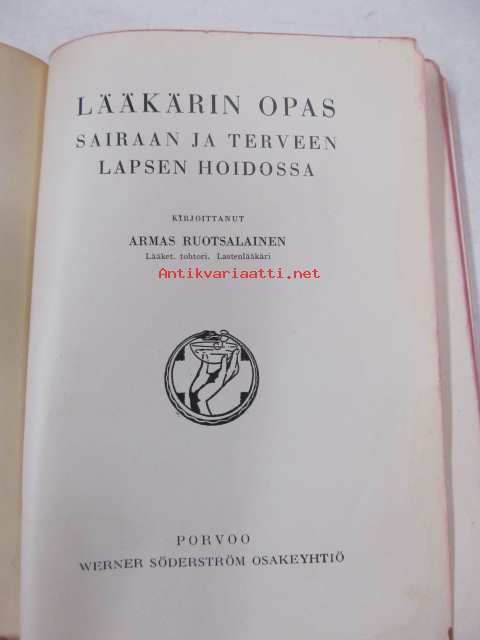 LÄÄKÄRIN OPAS
SAIRAAN JA TERVEEN
LAPSEN HOIDOSSA
KIRJOITTANUT
ARMAS RUOTSALAINEN
Lääket. tohtori, Lastenlääkäri
Antikvariaatti.net
PORVOO
WERNER SÖDERSTRÖM OSAKEYHTIÖ